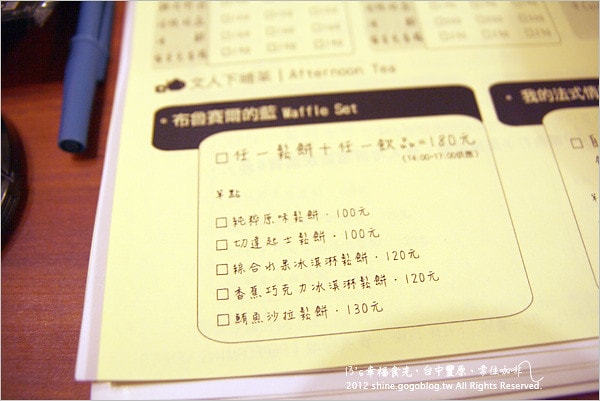 文人下晡茶 | Afternoon Tea
• 布魯賽爾的藍 Waffle Set
• 我的法式情
□ 任一鬆餅+任一飲品=180元
(14:00-17:00供應)
單點
□ 純粹原味鬆餅・100元
□ 切達起士鬆餅・100元
□ 綜合水果冰淇淋鬆餅・120元
□ 香蕉巧克力冰淇淋鬆餅・120元
□ 鮪魚沙拉鬆餅・130元
幸福食光・台中豐原・
2012 shine.gogoblog.tw All Rights Reserved.